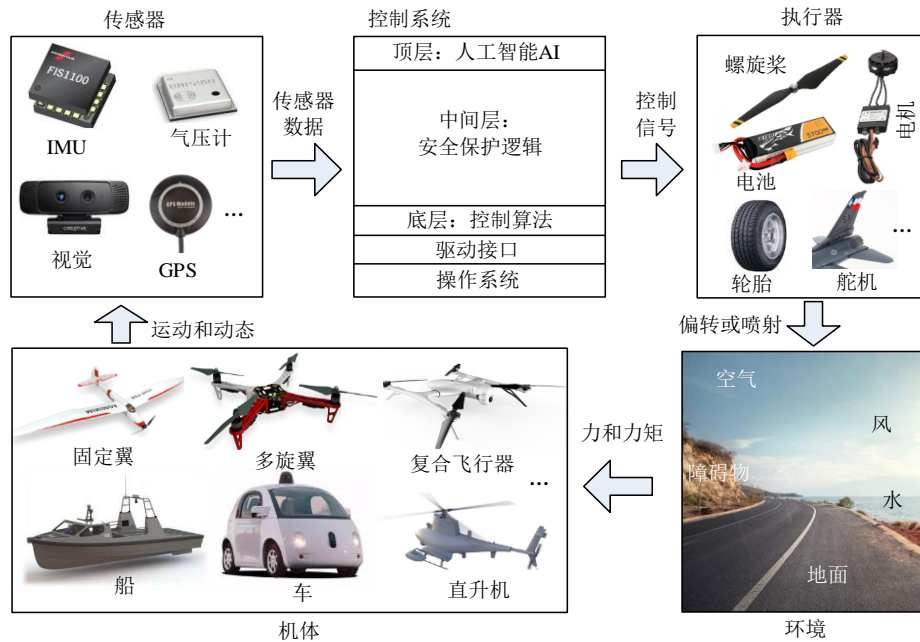 传感器
FIS1100
IMU
气压计
视觉
GPS
...
传感器
数据
控制系统
顶层：人工智能AI
中间层：
安全保护逻辑
底层：控制算法
驱动接口
操作系统
控制
信号
执行器
螺旋桨
电机
电池
轮胎
舵机
...
偏转或喷射
空气
风
障碍物
水
地面
环境
力和力矩
运动和动态
固定翼
多旋翼
复合飞行器
...
船
车
直升机
机体